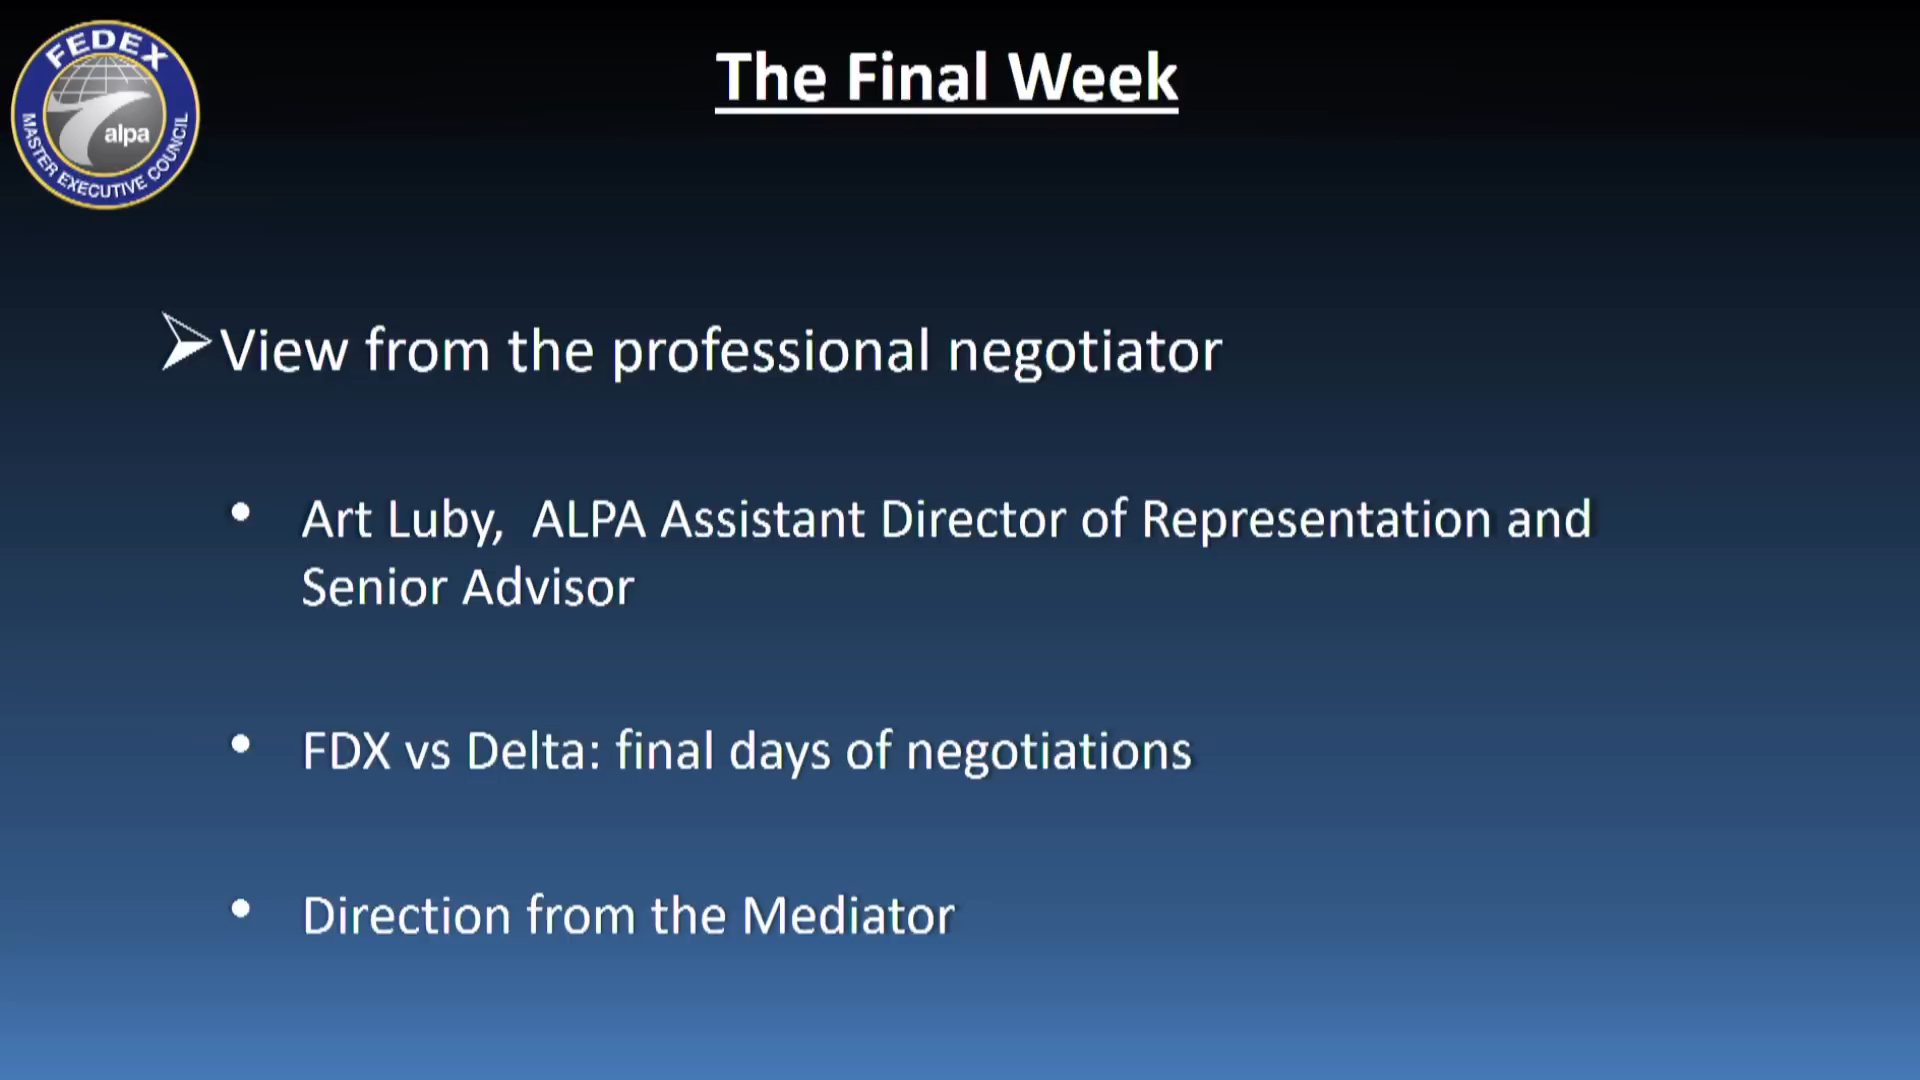 FEDEX
alpa
MASTER EXECUTIVE COUNCIL
The Final Week
View from the professional negotiator
• Art Luby, ALPA Assistant Director of Representation and
Senior Advisor
• FDX vs Delta: final days of negotiations
• Direction from the Mediator